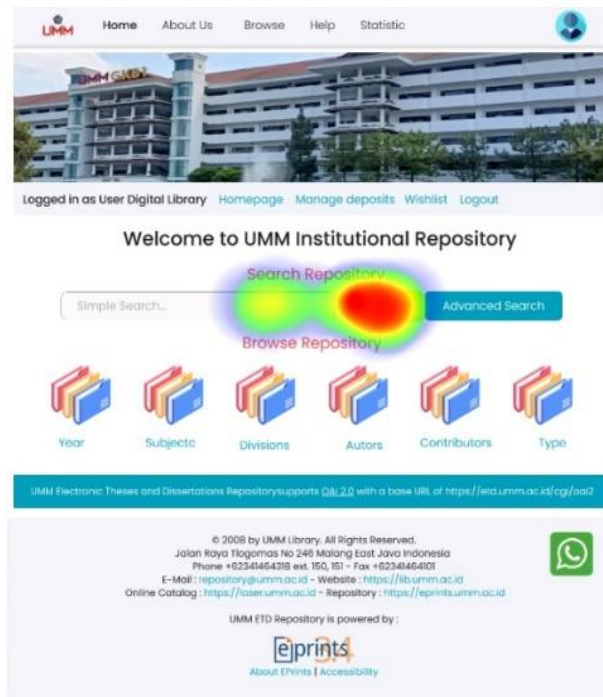 UMM
Home About Us Browse Help Statistic
UMM GKB 1
Logged in as User Digital Library Homepage Manage deposits Wishlist Logout
Welcome to UMM Institutional Repository
Search Repository
Simple Search... Advanced Search
Browse Repository
Year Subjectc Divisions Autors Contributors Type
UMM Electronic Theses and Dissertations Repositorysupports OAI 2.0 with a base URL of https://etd.umm.ac.id/cgi/oai2
© 2008 by UMM Library. All Rights Reserved.
Jalan Raya Tlogomas No 246 Malang East Java Indonesia
Phone +62341464318 ext. 150, 151 - Fax +62341464101
E-Mail : repository@umm.ac.id - Website : https://lib.umm.ac.id
Online Catalog : https://laser.umm.ac.id - Repository : https://eprints.umm.ac.id
UMM ETD Repository is powered by :
eprints 3.4
About EPrints | Accessibility